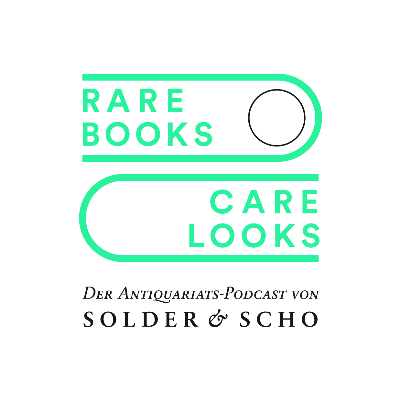 RARE
BOOKS
CARE
LOOKS
DER ANTIQUARIATS-PODCAST VON
SOLDER & SCHO